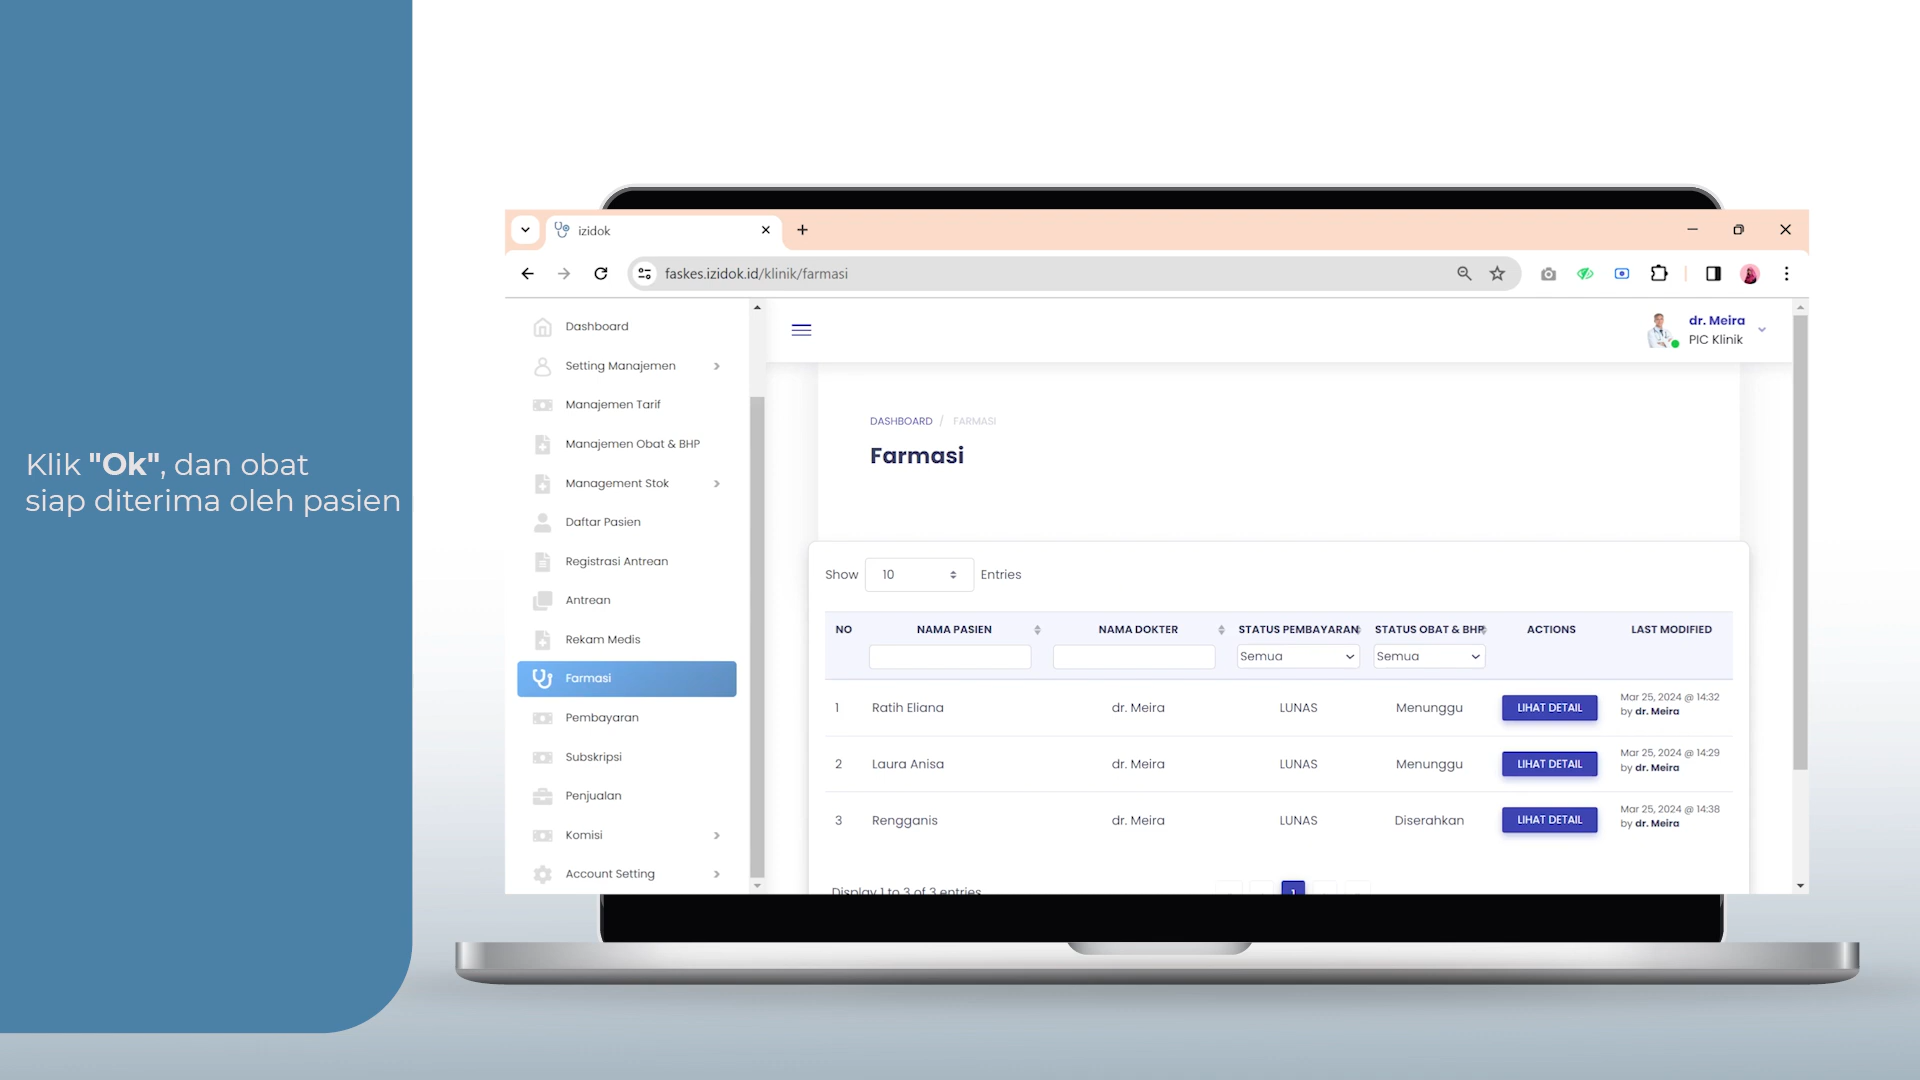 Klik "Ok", dan obat
siap diterima oleh pasien
izidok
faskes.izidok.id/klinik/farmasi
Dashboard
Setting Manajemen
Manajemen Tarif
Manajemen Obat & BHP
Management Stok
Daftar Pasien
Registrasi Antrean
Antrean
Rekam Medis
Farmasi
Pembayaran
Subskripsi
Penjualan
Komisi
Account Setting
dr. Meira
PIC Klinik
DASHBOARD / FARMASI
Farmasi
Show 10 Entries
NO NAMA PASIEN NAMA DOKTER STATUS PEMBAYARAN STATUS OBAT & BHP ACTIONS LAST MODIFIED
Semua Semua
1 Ratih Eliana dr. Meira LUNAS Menunggu LIHAT DETAIL Mar 25, 2024 @ 14:32
by dr. Meira
2 Laura Anisa dr. Meira LUNAS Menunggu LIHAT DETAIL Mar 25, 2024 @ 14:29
by dr. Meira
3 Rengganis dr. Meira LUNAS Diserahkan LIHAT DETAIL Mar 25, 2024 @ 14:38
by dr. Meira
Display 1 to 3 of 3 entries 1